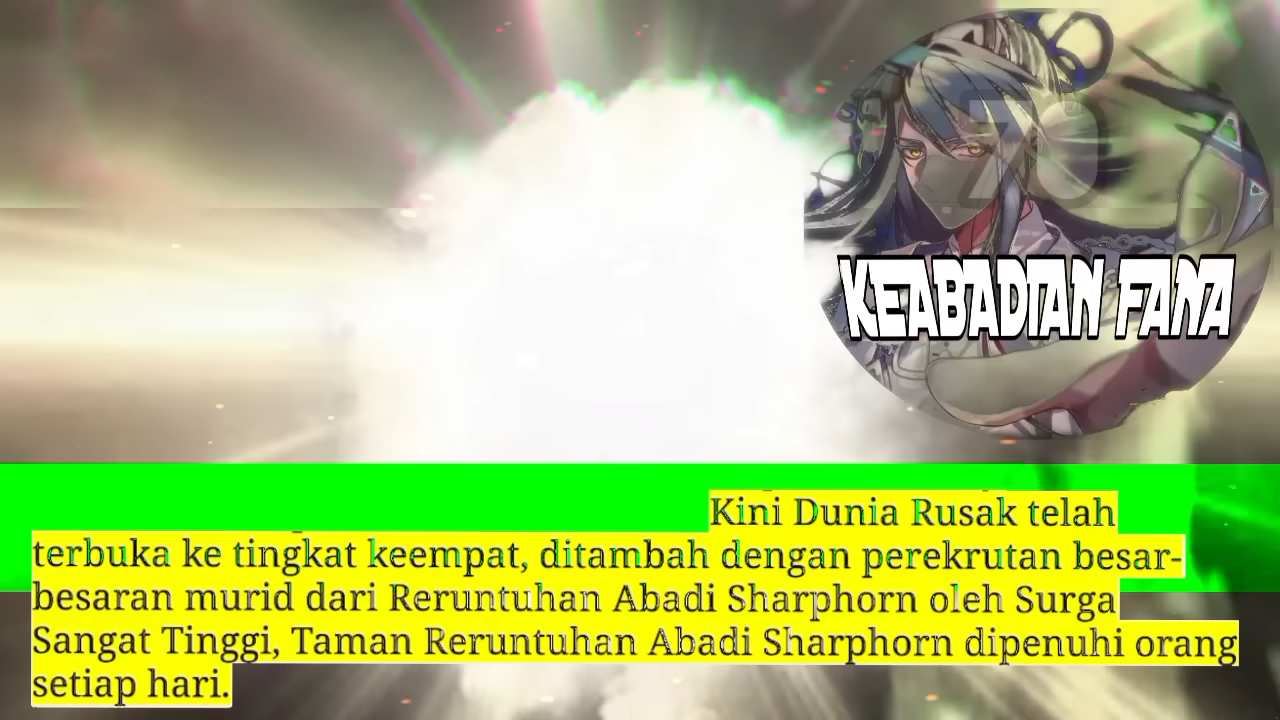 78
KEABADIAN FANA
Kini Dunia Rusak telah
terbuka ke tingkat keempat, ditambah dengan perekrutan besar-
besaran murid dari Reruntuhan Abadi Sharphorn oleh Surga
Sangat Tinggi, Taman Reruntuhan Abadi Sharphorn dipenuhi orang
setiap hari.